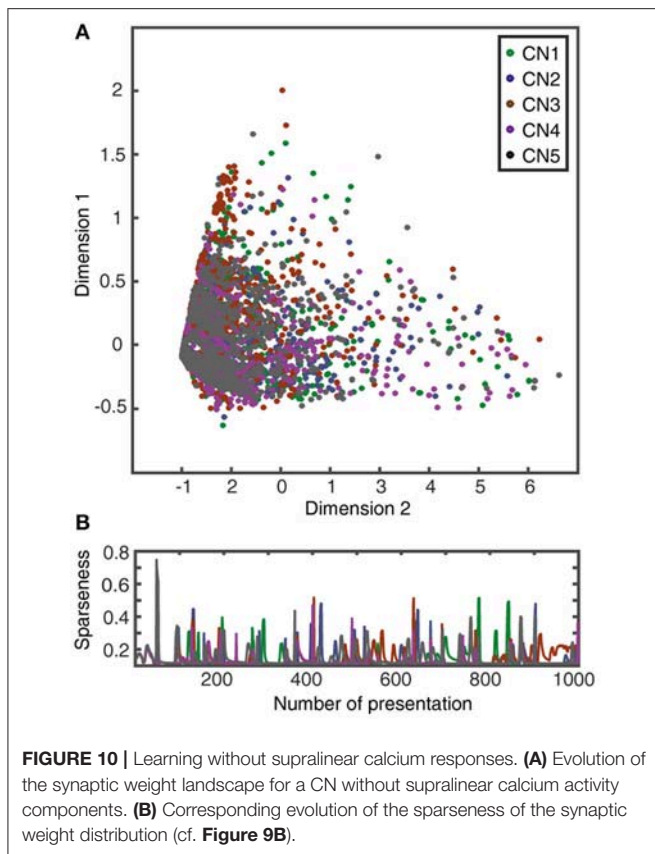 A
CN1
CN2
CN3
CN4
CN5
2
1.5
1
0.5
0
-0.5
Dimension 1
-1 2 0 1 3 4 5 6
Dimension 2
B
0.8
0.6
0.4
0.2
Sparseness
200 400 600 800 1000
Number of presentation
FIGURE 10 | Learning without supralinear calcium responses. (A) Evolution of
the synaptic weight landscape for a CN without supralinear calcium activity
components. (B) Corresponding evolution of the sparseness of the synaptic
weight distribution (cf. Figure 9B).